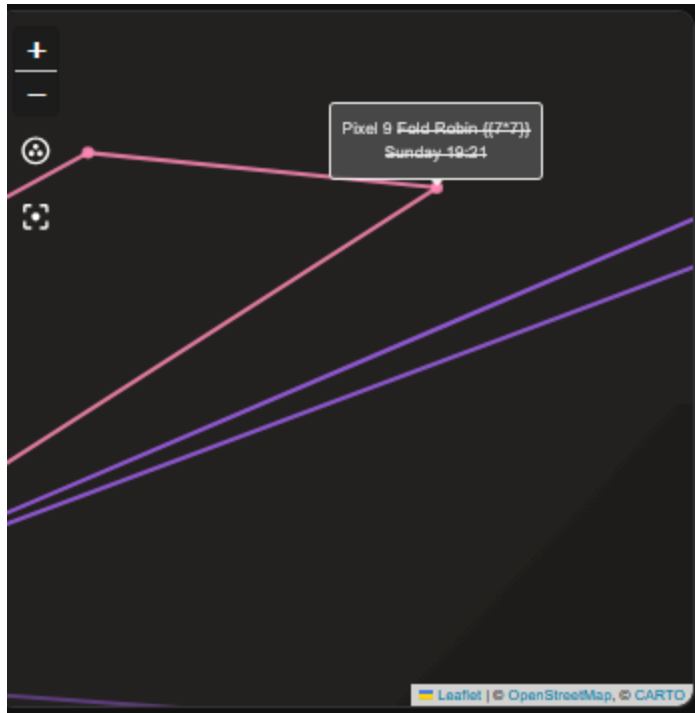 +
−
Pixel 9 Fold Robin {{7*7}}
Sunday 19:21
Leaflet | © OpenStreetMap, © CARTO